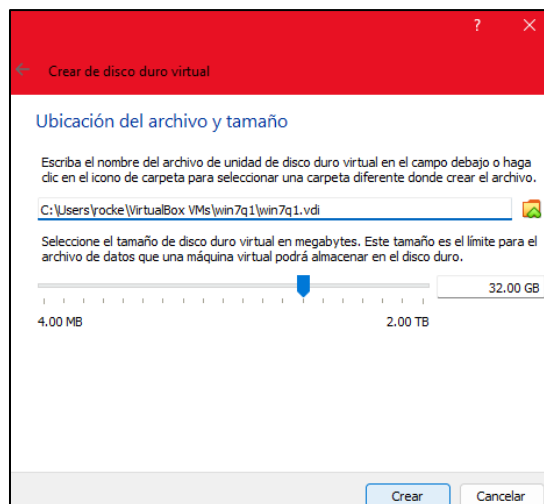 ?
Crear de disco duro virtual
Ubicación del archivo y tamaño
Escriba el nombre del archivo de unidad de disco duro virtual en el campo debajo o haga
clic en el icono de carpeta para seleccionar una carpeta diferente donde crear el archivo.
C:\Users\rocke\VirtualBox VMs\win7q1\win7q1.vdi
Seleccione el tamaño de disco duro virtual en megabytes. Este tamaño es el límite para el
archivo de datos que una máquina virtual podrá almacenar en el disco duro.
32.00 GB
4.00 MB 2.00 TB
Crear Cancelar